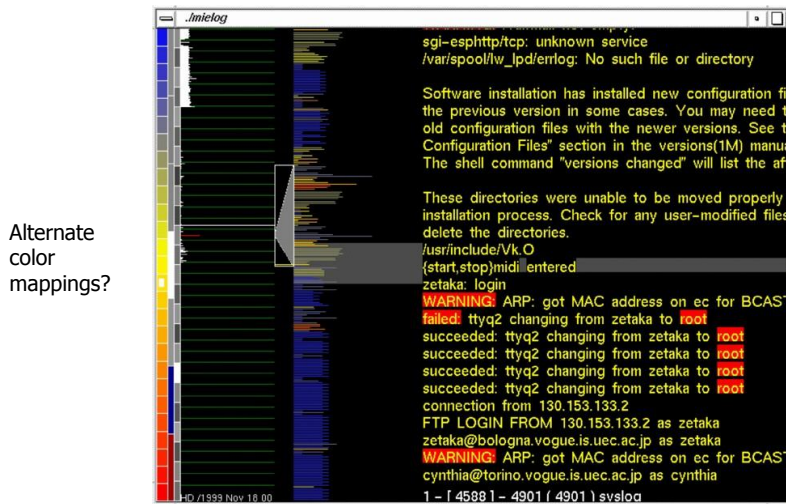 Alternate
color
mappings?
./mielog
sgi-esphttp/tcp: unknown service
/var/spool/lw_lpd/errlog: No such file or directory
Software installation has installed new configuration fi
the previous version in some cases. You may need t
old configuration files with the newer versions. See t
Configuration Files" section in the versions(1M) manua
The shell command "versions changed" will list the aff
These directories were unable to be moved properly
installation process. Check for any user-modified files
delete the directories.
/usr/include/Vk.O
{start,stop}midi entered
zetaka: login
WARNING: ARP: got MAC address on ec for BCAST
failed: ttyq2 changing from zetaka to root
succeeded: ttyq2 changing from zetaka to root
succeeded: ttyq2 changing from zetaka to root
succeeded: ttyq2 changing from zetaka to root
succeeded: ttyq2 changing from zetaka to root
connection from 130.153.133.2
FTP LOGIN FROM 130.153.133.2 as zetaka
zetaka@bologna.vogue.is.uec.ac.jp as zetaka
WARNING: ARP: got MAC address on ec for BCAST
cynthia@torino.vogue.is.uec.ac.jp as cynthia
HD /1999 Nov 18 00
1 - [ 4588 ] - 4901 ( 4901 ) syslog